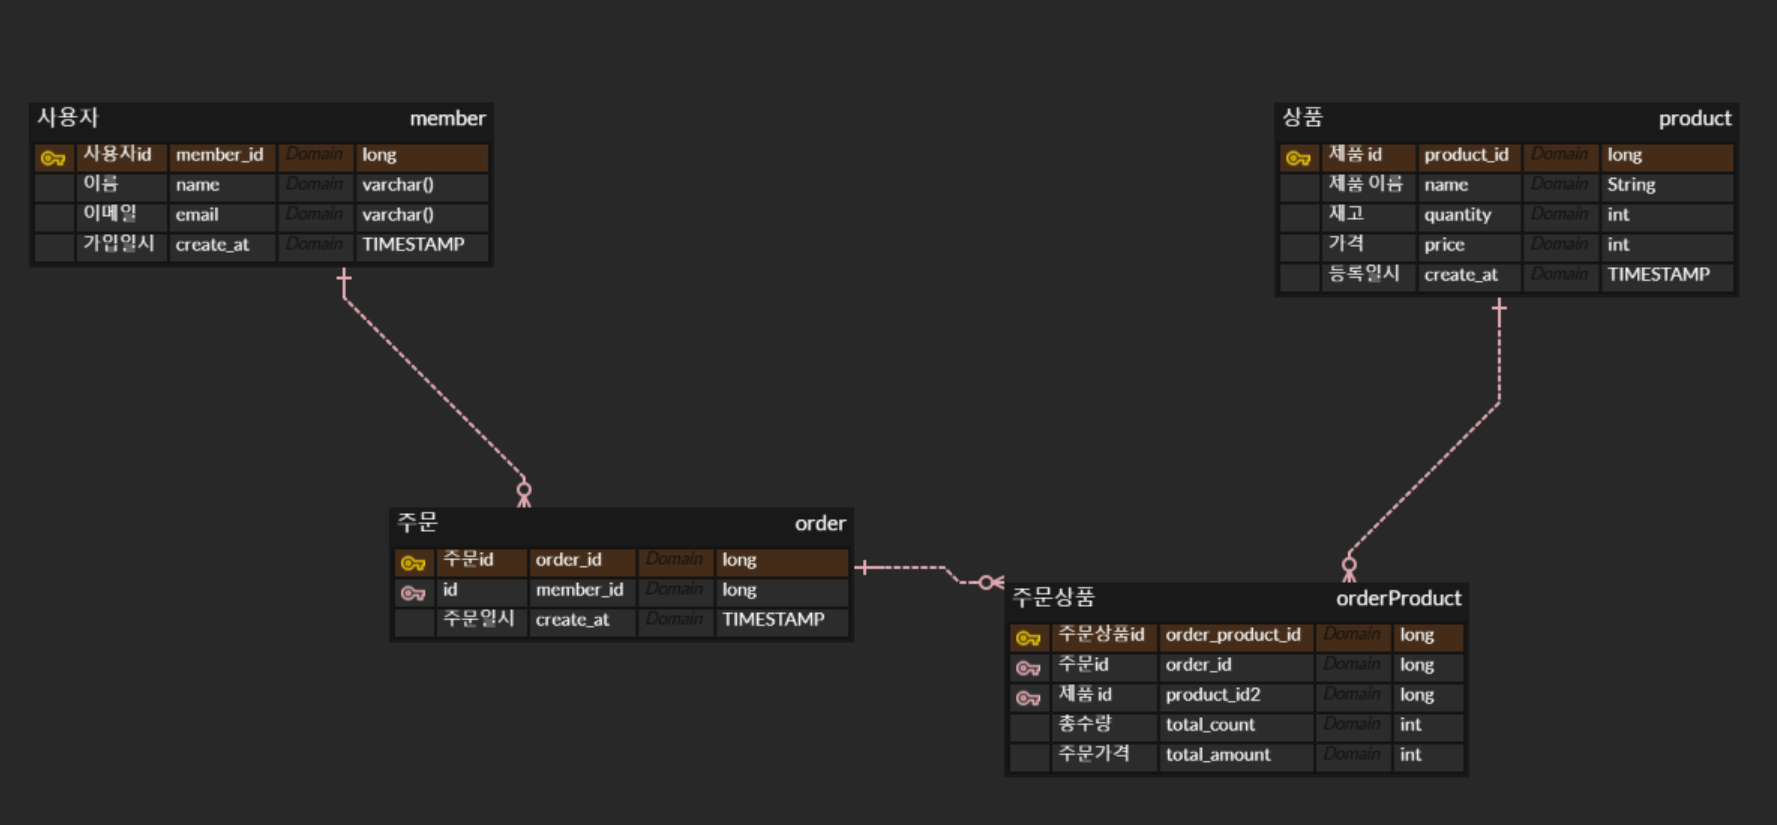 사용자 member
사용자id member_id Domain long
이름 name Domain varchar()
이메일 email Domain varchar()
가입일시 create_at Domain TIMESTAMP
상품 product
제품 id product_id Domain long
제품 이름 name Domain String
재고 quantity Domain int
가격 price Domain int
등록일시 create_at Domain TIMESTAMP
주문 order
주문id order_id Domain long
id member_id Domain long
주문일시 create_at Domain TIMESTAMP
주문상품 orderProduct
주문상품id order_product_id Domain long
주문id order_id Domain long
제품 id product_id2 Domain long
총수량 total_count Domain int
주문가격 total_amount Domain int